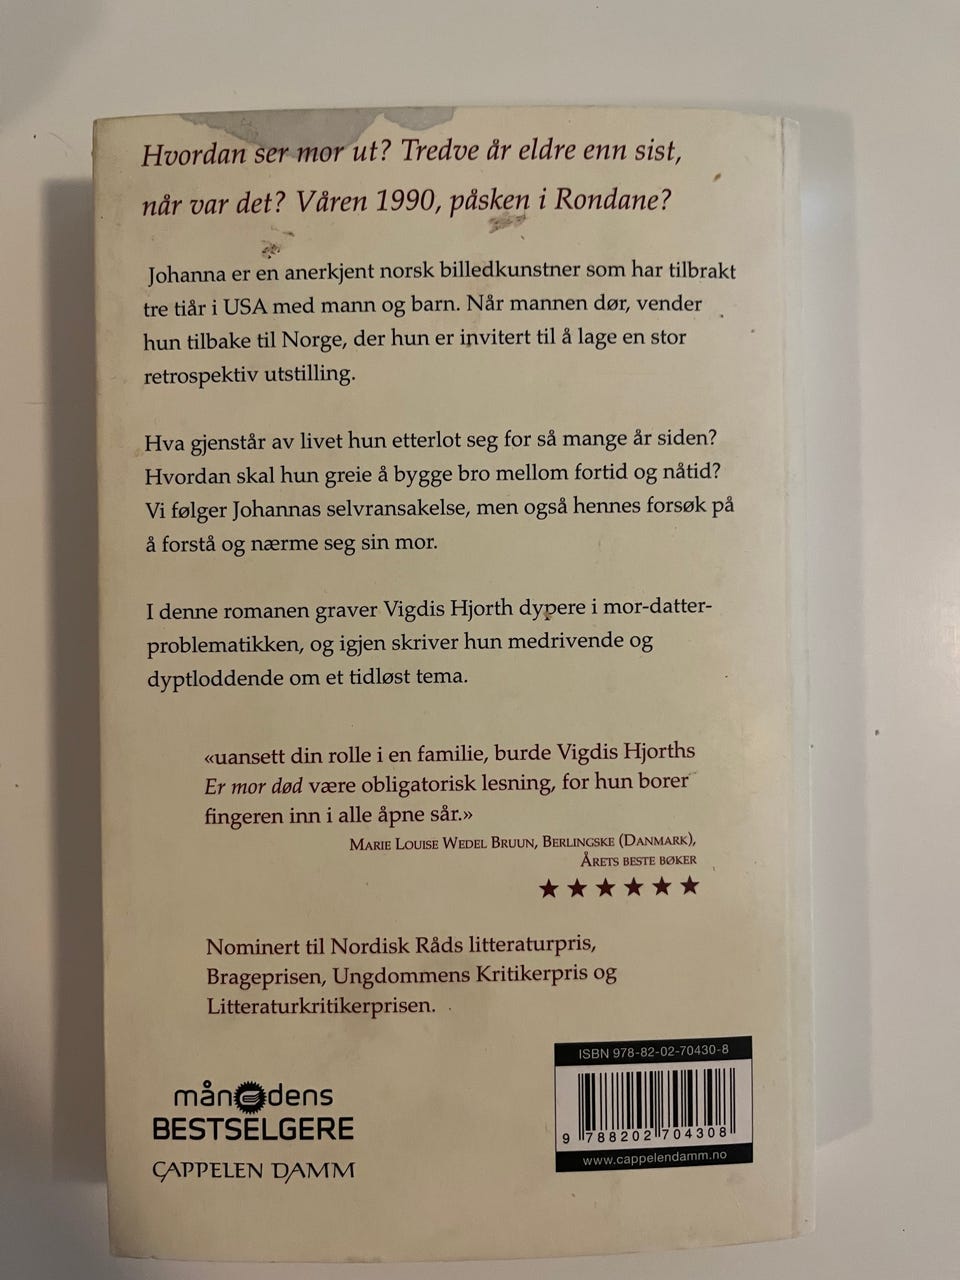 Hvordan ser mor ut? Tredve år eldre enn sist,
når var det? Våren 1990, påsken i Rondane?
Johanna er en anerkjent norsk billedkunstner som har tilbrakt
tre tiår i USA med mann og barn. Når mannen dør, vender
hun tilbake til Norge, der hun er invitert til å lage en stor
retrospektiv utstilling.
Hva gjenstår av livet hun etterlot seg for så mange år siden?
Hvordan skal hun greie å bygge bro mellom fortid og nåtid?
Vi følger Johannas selvransakelse, men også hennes forsøk på
å forstå og nærme seg sin mor.
I denne romanen graver Vigdis Hjorth dypere i mor-datter-
problematikken, og igjen skriver hun medrivende og
dyptloddende om et tidløst tema.
«uansett din rolle i en familie, burde Vigdis Hjorths
Er mor død være obligatorisk lesning, for hun borer
fingeren inn i alle åpne sår.»
Marie Louise Wedel Bruun, Berlingske (Danmark),
Årets beste bøker
★ ★ ★ ★ ★ ★
Nominert til Nordisk Råds litteraturpris,
Brageprisen, Ungdommens Kritikerpris og
Litteraturkritikerprisen.
månedens
BESTSELGERE
CAPPELEN DAMM
ISBN 978-82-02-70430-8
9 788202 704308
www.cappelendamm.no